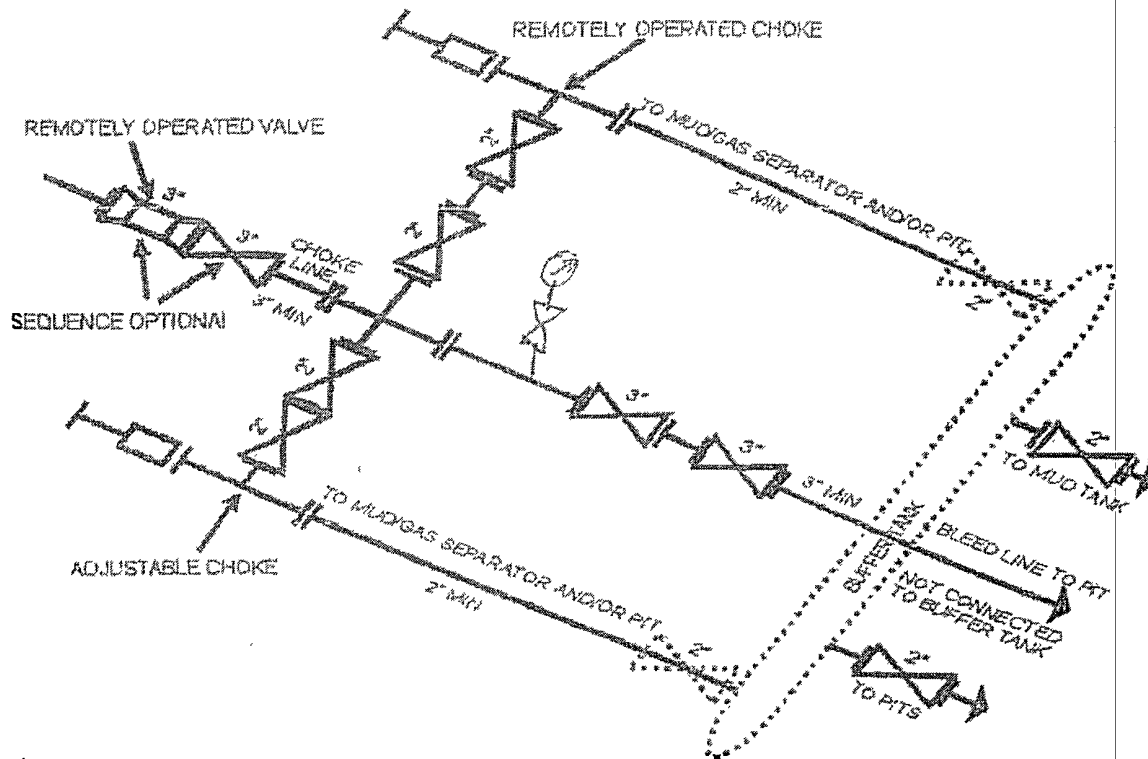 REMOTELY OPERATED CHOKE
REMOTELY OPERATED VALVE
3"
3"
CHOKE
LINE
3" MIN
SEQUENCE OPTIONAL
2"
2"
TO MUD/GAS SEPARATOR AND/OR PIT
2" MIN
2"
2"
2"
3"
3"
3" MIN
BUFFER TANK
2"
TO MUD TANK
BLEED LINE TO PIT
NOT CONNECTED
TO BUFFER TANK
ADJUSTABLE CHOKE
TO MUD/GAS SEPARATOR AND/OR PIT
2" MIN
2"
2"
TO PITS